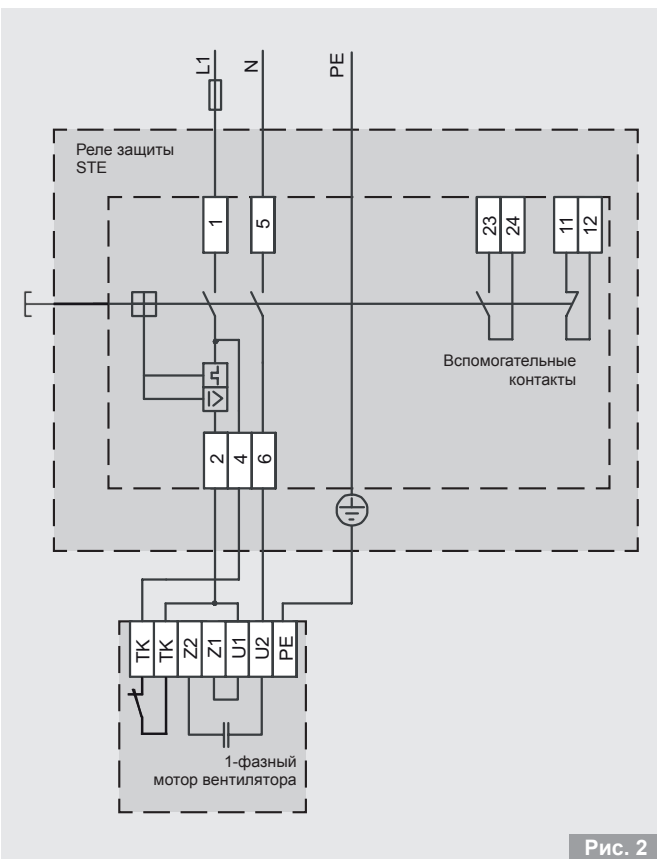 L1
N
PE
Реле защиты
STE
1
5
23
24
11
12
Вспомогательные
контакты
I>
2
4
6
TK
TK
Z2
Z1
U1
U2
PE
1-фазный
мотор вентилятора
Рис. 2